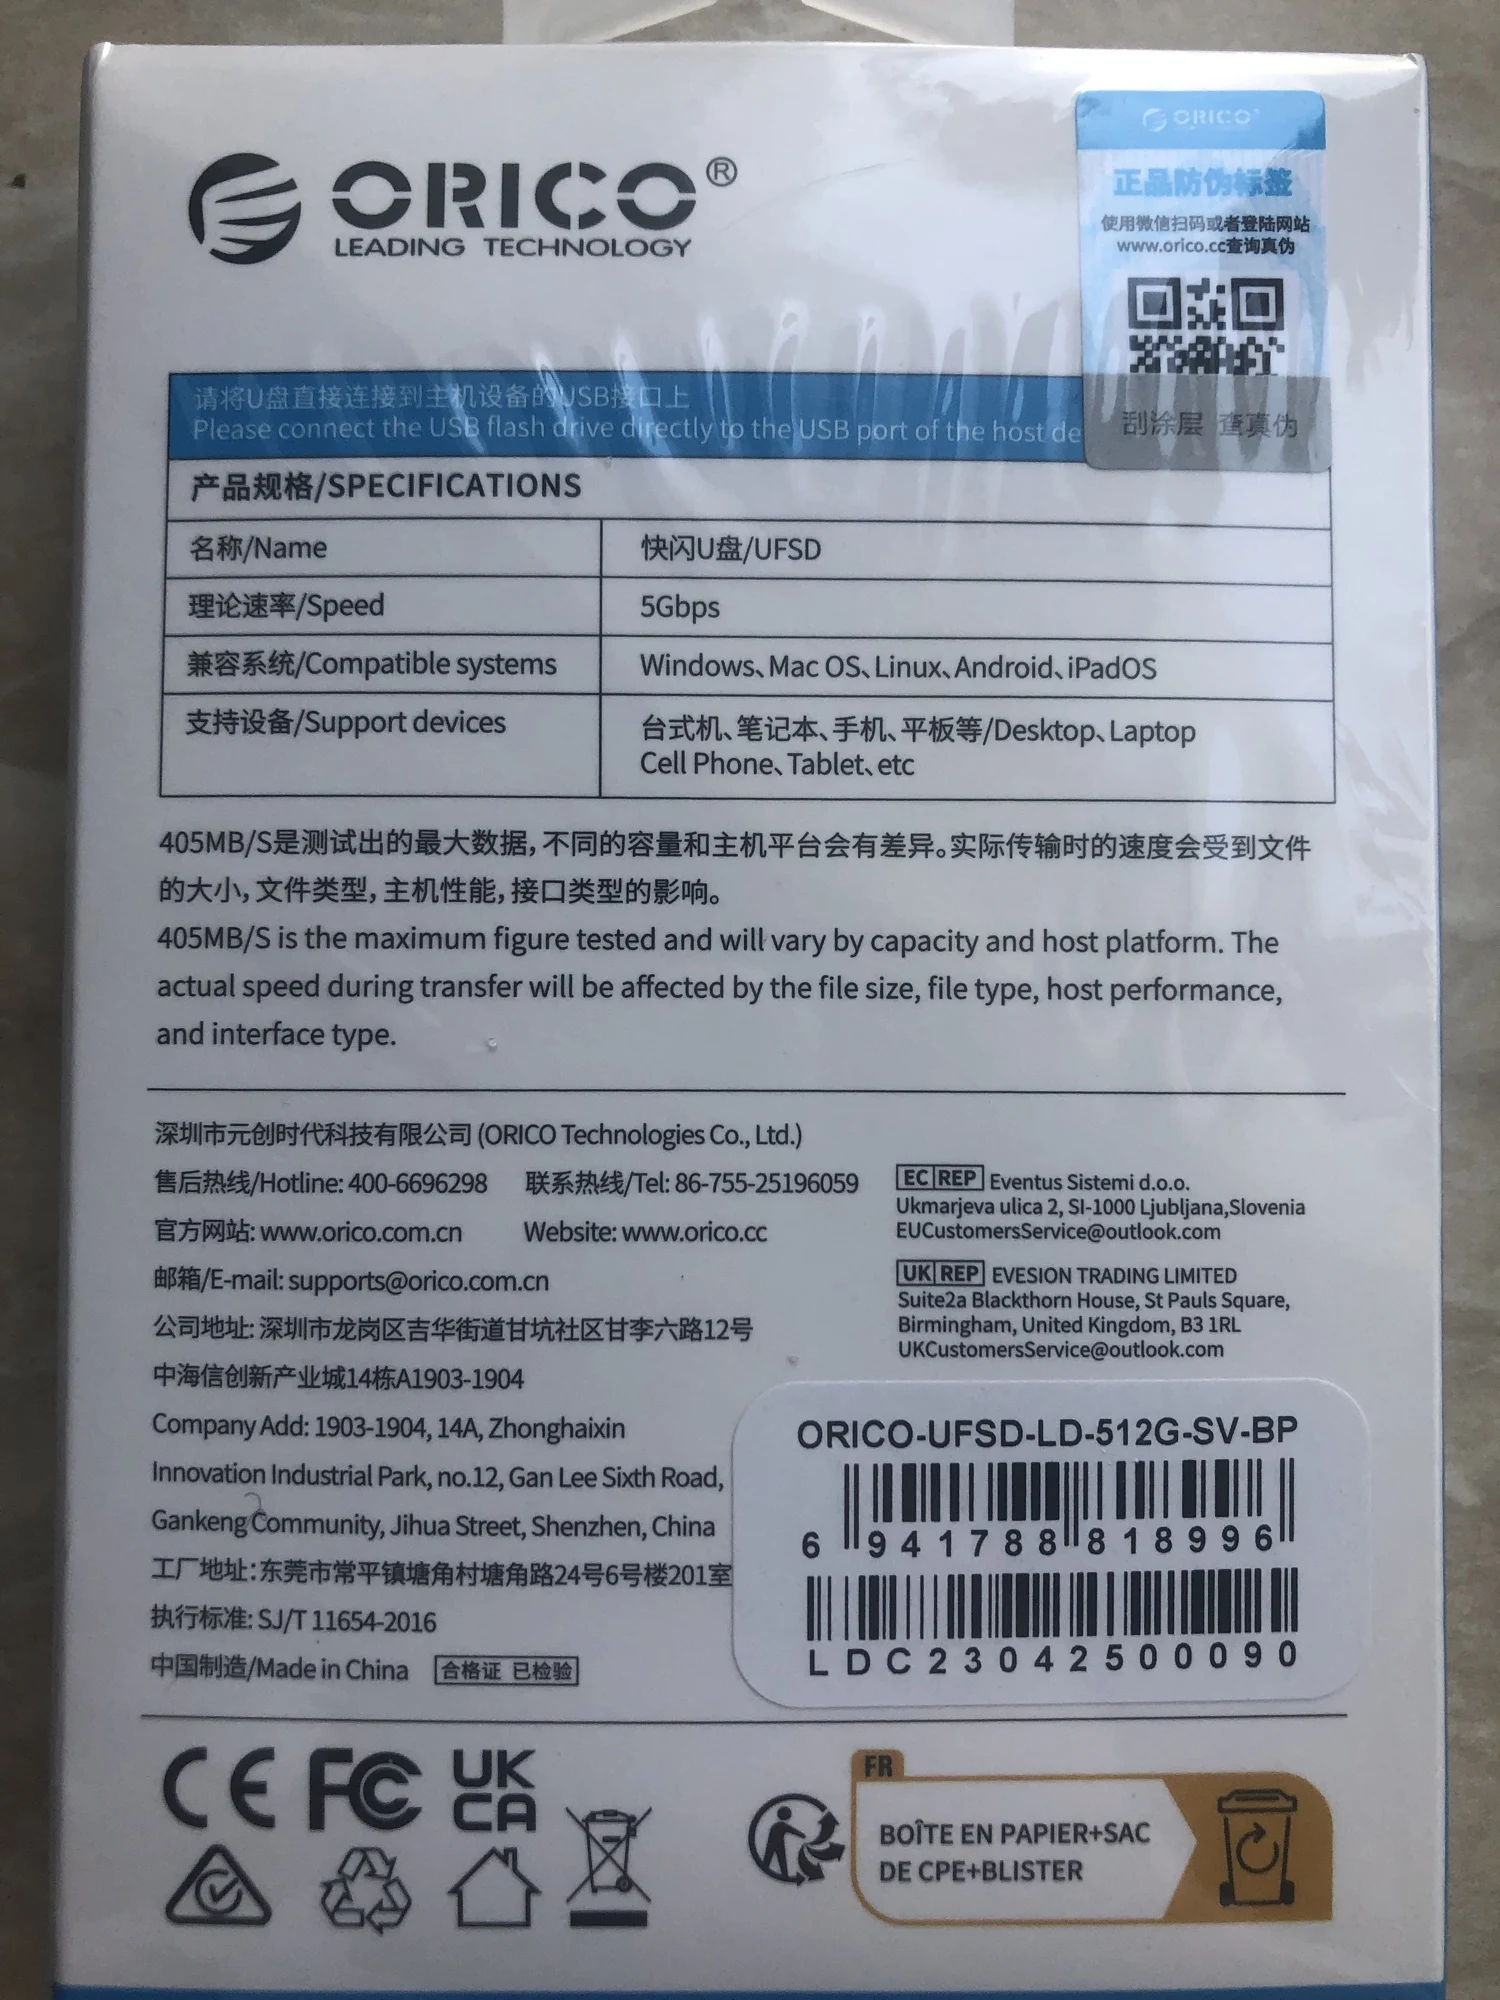 ORICO®
LEADING TECHNOLOGY
ORICO
正品防伪标签
使用微信扫码或者登陆网站
www.orico.cc查询真伪
刮涂层 查真伪
请将U盘直接连接到主机设备的USB接口上
Please connect the USB flash drive directly to the USB port of the host de
产品规格/SPECIFICATIONS
名称/Name 快闪U盘/UFSD
理论速率/Speed 5Gbps
兼容系统/Compatible systems Windows、Mac OS、Linux、Android、iPadOS
支持设备/Support devices 台式机、笔记本、手机、平板等/Desktop、Laptop
Cell Phone、Tablet、etc
405MB/S是测试出的最大数据，不同的容量和主机平台会有差异。实际传输时的速度会受到文件
的大小，文件类型，主机性能，接口类型的影响。
405MB/S is the maximum figure tested and will vary by capacity and host platform. The
actual speed during transfer will be affected by the file size, file type, host performance,
and interface type.
深圳市元创时代科技有限公司 (ORICO Technologies Co., Ltd.)
售后热线/Hotline: 400-6696298 联系热线/Tel: 86-755-25196059
官方网站: www.orico.com.cn Website: www.orico.cc
邮箱/E-mail: supports@orico.com.cn
公司地址: 深圳市龙岗区吉华街道甘坑社区甘李六路12号
中海信创新产业城14栋A1903-1904
Company Add: 1903-1904, 14A, Zhonghaixin
Innovation Industrial Park, no.12, Gan Lee Sixth Road,
Gankeng Community, Jihua Street, Shenzhen, China
工厂地址: 东莞市常平镇塘角村塘角路24号6号楼201室
执行标准: SJ/T 11654-2016
中国制造/Made in China 合格证 已检验
EC REP Eventus Sistemi d.o.o.
Ukmarjeva ulica 2, SI-1000 Ljubljana,Slovenia
EUCustomersService@outlook.com
UK REP EVESION TRADING LIMITED
Suite2a Blackthorn House, St Pauls Square,
Birmingham, United Kingdom, B3 1RL
UKCustomersService@outlook.com
ORICO-UFSD-LD-512G-SV-BP
6 941788 818996
LDC23042500090
CE FC UK
CA
FR
BOÎTE EN PAPIER+SAC
DE CPE+BLISTER